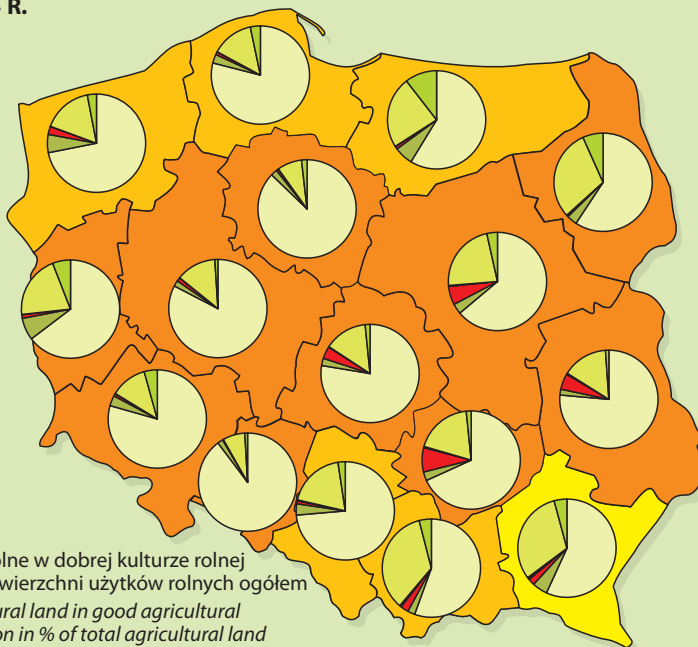 R.
olne w dobrej kulturze rolnej
wierzchni użytków rolnych ogółem
ural land in good agricultural
on in % of total agricultural land